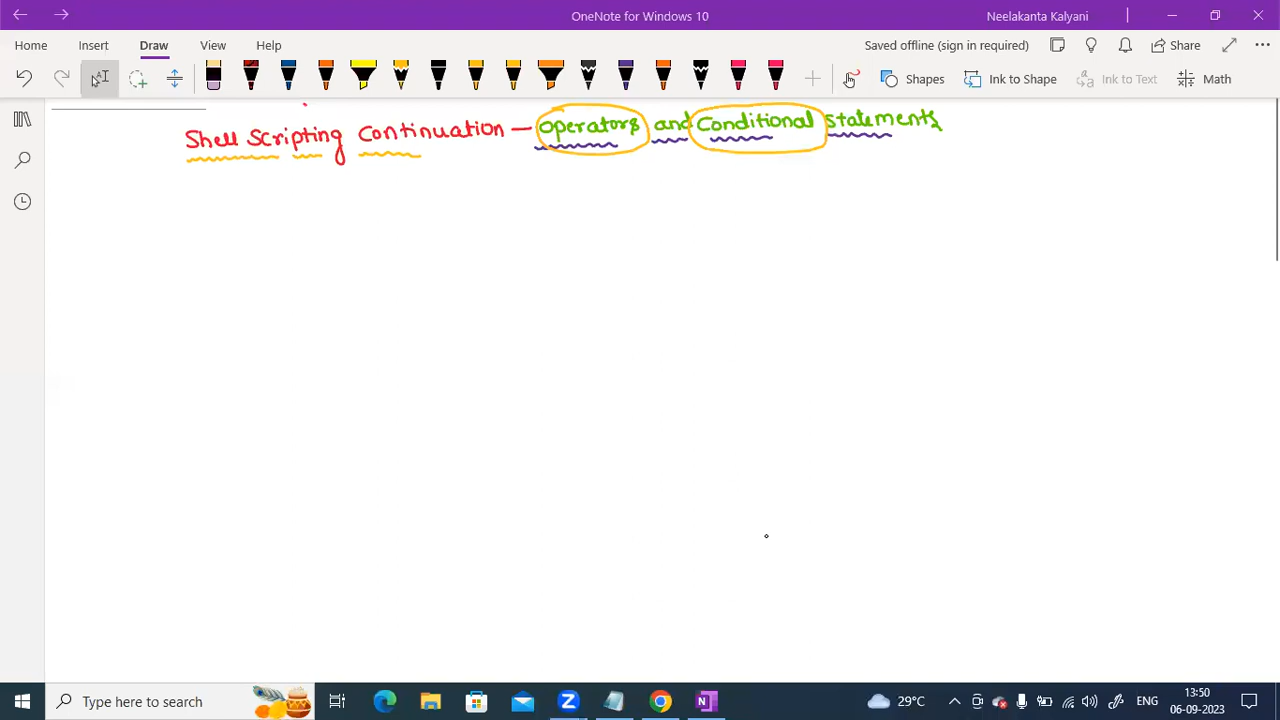 OneNote for Windows 10
Neelakanta Kalyani
Home
Insert
Draw
View
Help
Saved offline (sign in required)
Share
Shapes
Ink to Shape
Ink to Text
Math
Shell Scripting Continuation — Operators and Conditional statements
Type here to search
29°C
ENG
13:50
06-09-2023